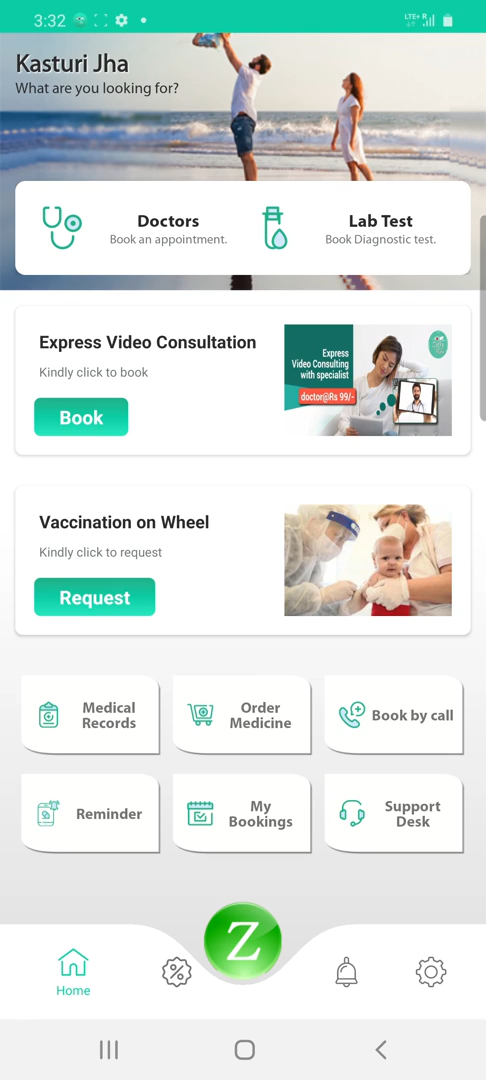 3:32
LTE+ R
Kasturi Jha
What are you looking for?
Doctors
Book an appointment.
Lab Test
Book Diagnostic test.
Express Video Consultation
Kindly click to book
Book
Express
Video Consulting
with specialist
doctor@Rs 99/-
Vaccination on Wheel
Kindly click to request
Request
Medical
Records
Order
Medicine
Book by call
Reminder
My
Bookings
Support
Desk
Z
Home